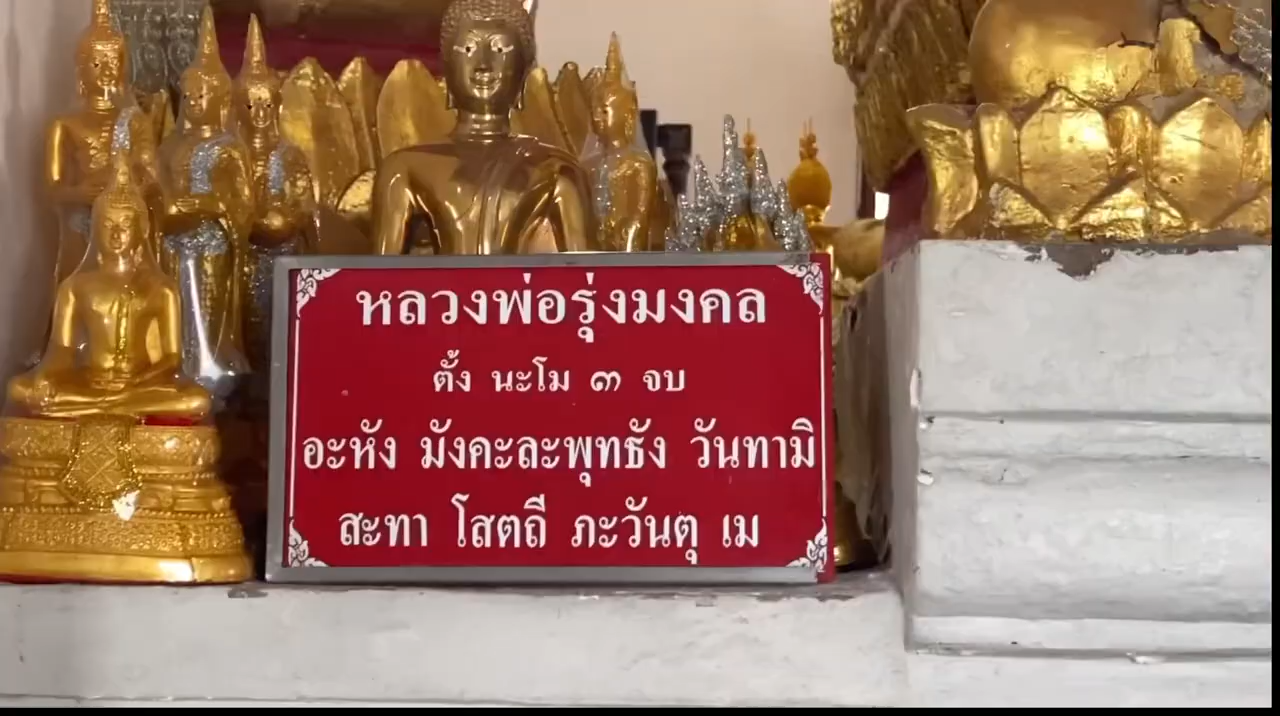 หลวงพ่อรุ่งมงคล
ตั้ง นะโม ๓ จบ
อะหัง มังคะละพุทธัง วันทามิ
สะทา โสตถี ภะวันตุ เม